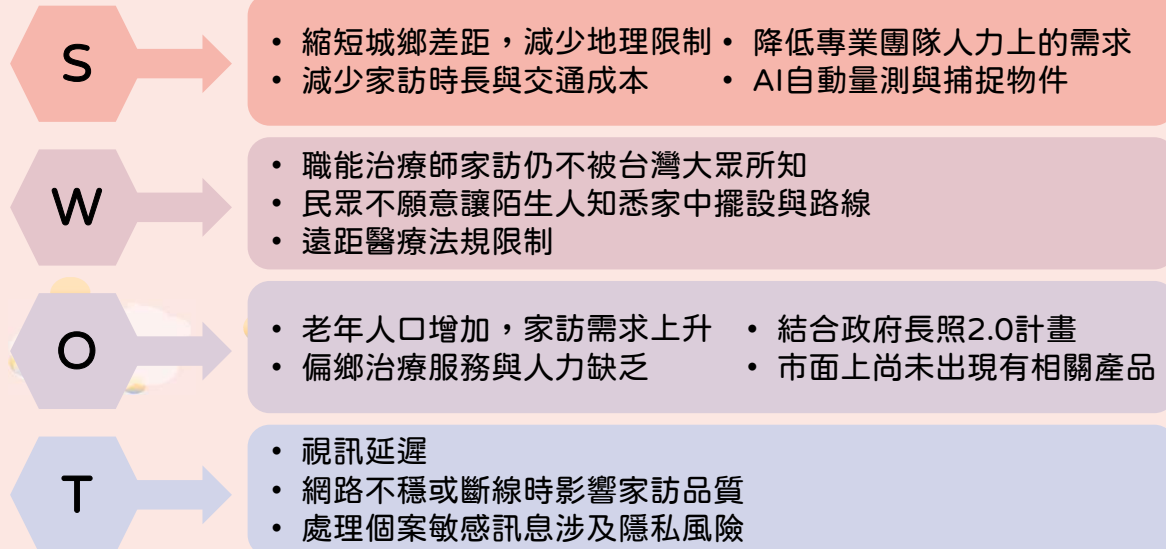 S
• 縮短城鄉差距，減少地理限制 • 降低專業團隊人力上的需求
• 減少家訪時長與交通成本 • AI自動量測與捕捉物件
W
• 職能治療師家訪仍不被台灣大眾所知
• 民眾不願意讓陌生人知悉家中擺設與路線
• 遠距醫療法規限制
O
• 老年人口增加，家訪需求上升 • 結合政府長照2.0計畫
• 偏鄉治療服務與人力缺乏 • 市面上尚未出現有相關產品
T
• 視訊延遲
• 網路不穩或斷線時影響家訪品質
• 處理個案敏感訊息涉及隱私風險